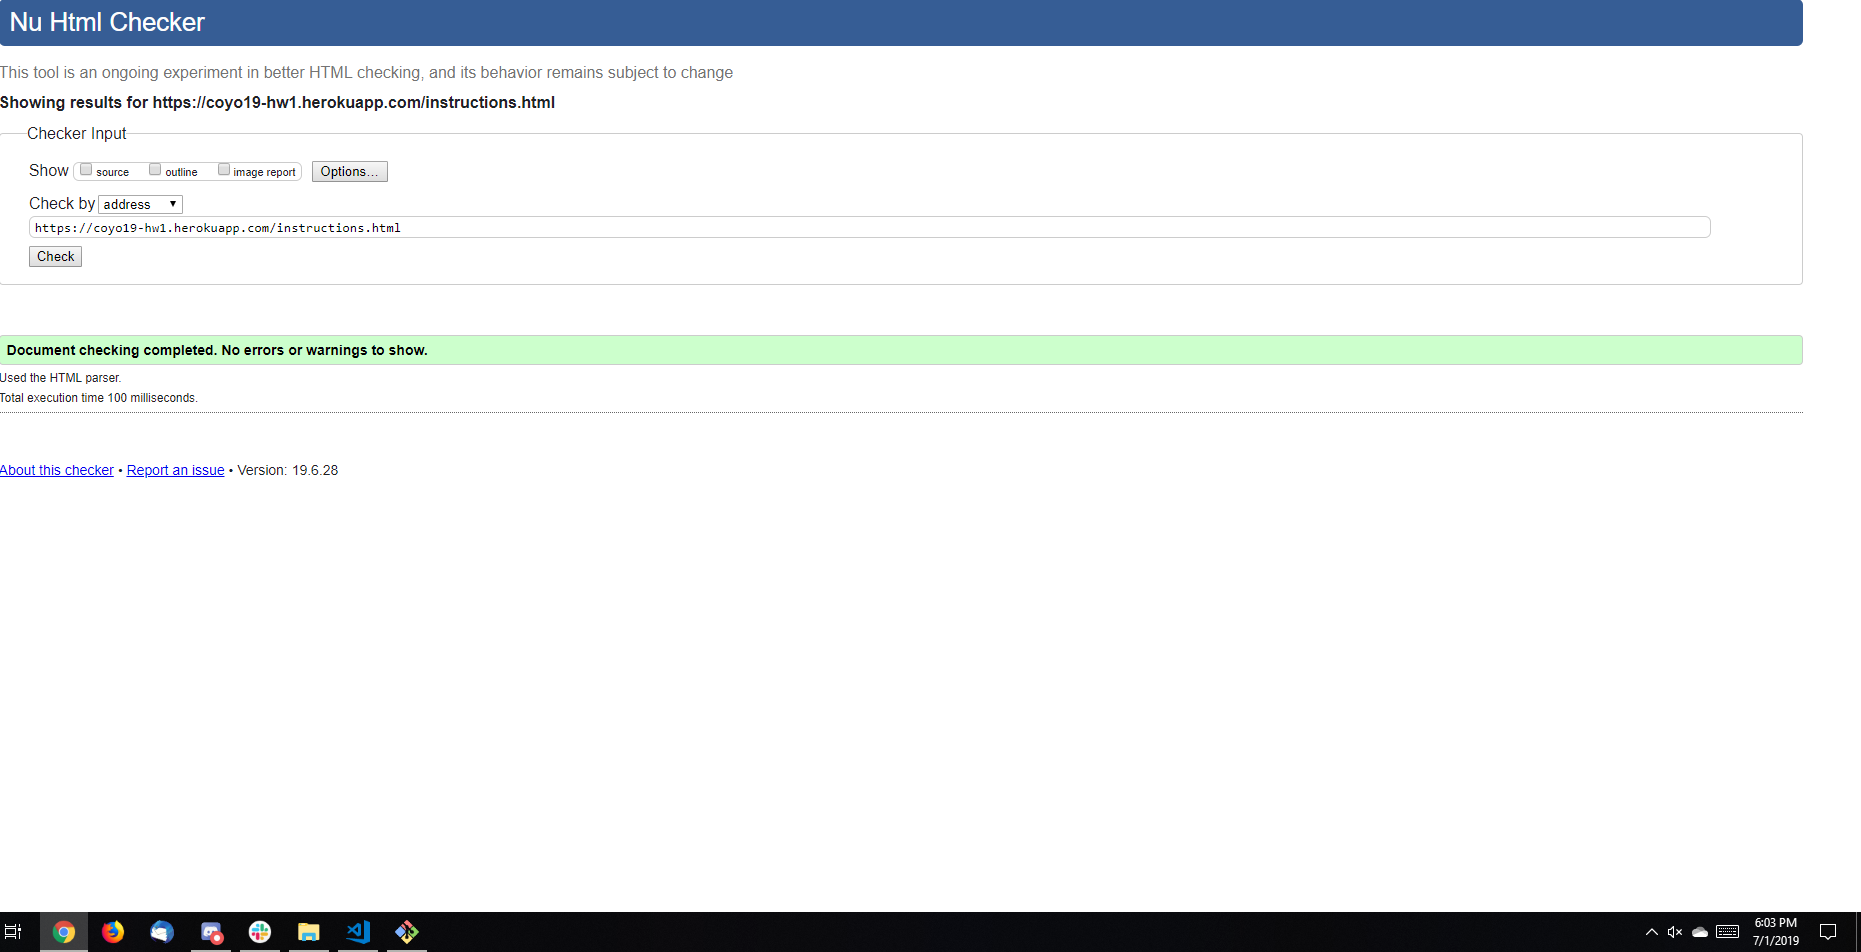 Nu Html Checker
This tool is an ongoing experiment in better HTML checking, and its behavior remains subject to change
Showing results for https://coyo19-hw1.herokuapp.com/instructions.html
Checker Input
Show source outline image report Options...
Check by address
https://coyo19-hw1.herokuapp.com/instructions.html
Check
Document checking completed. No errors or warnings to show.
Used the HTML parser.
Total execution time 100 milliseconds.
About this checker • Report an issue • Version: 19.6.28
6:03 PM
7/1/2019